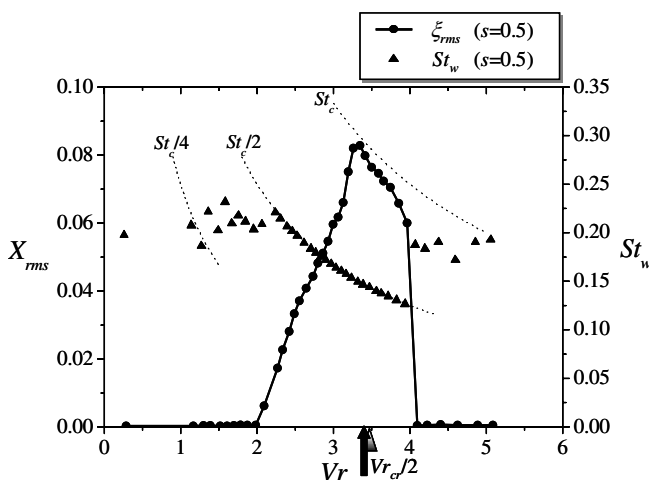 ξrms (s=0.5)
Stw (s=0.5)
0.10
0.08
0.06
0.04
0.02
0.00
Xrms
0.35
0.30
0.25
0.20
0.15
0.10
0.05
0.00
Stw
Stc/4
Stc/2
Stc
0 1 2 3 4 5 6
Vr
Vrcr/2